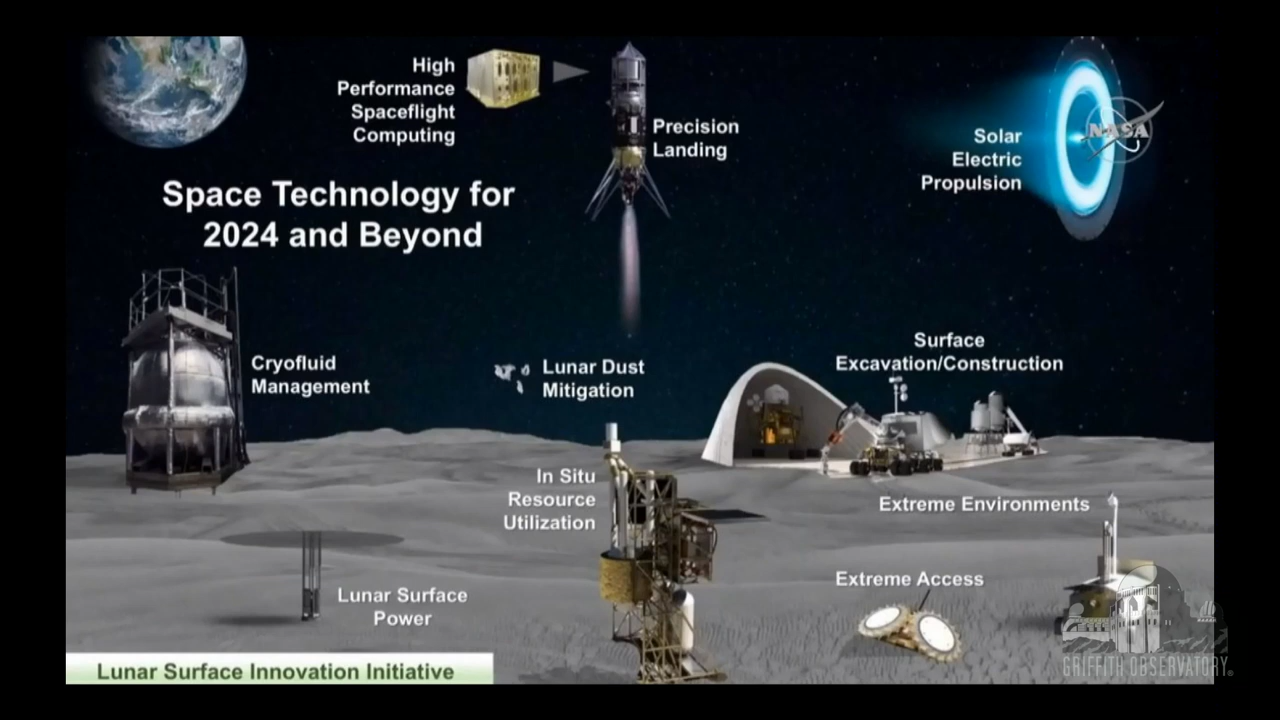 High
Performance
Spaceflight
Computing
Precision
Landing
Solar
Electric
Propulsion
NASA
Space Technology for
2024 and Beyond
Cryofluid
Management
Lunar Dust
Mitigation
Surface
Excavation/Construction
In Situ
Resource
Utilization
Extreme Environments
Extreme Access
Lunar Surface
Power
Lunar Surface Innovation Initiative
GRIFFITH OBSERVATORY®